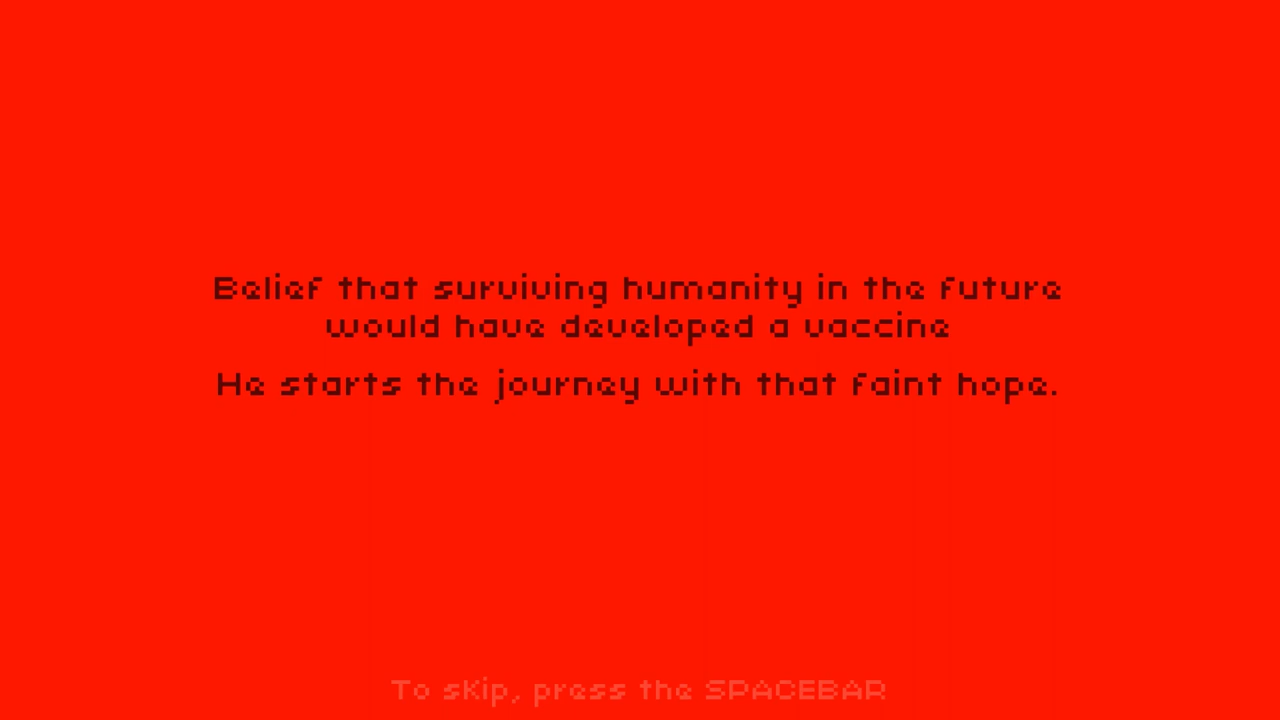 Belief that surviving humanity in the future
would have developed a vaccine
He starts the journey with that faint hope.
To skip, press the SPACEBAR